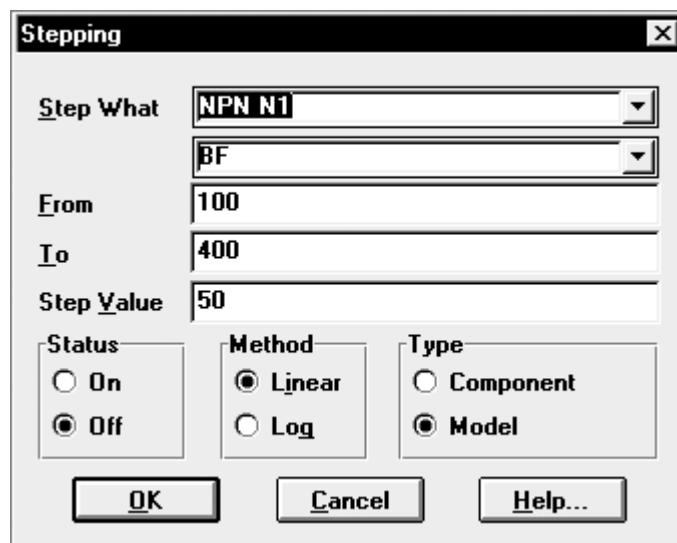 Stepping
Step What NPN N1
BF
From 100
To 400
Step Value 50
Status Method Type
On Linear Component
Off Log Model
OK Cancel Help...